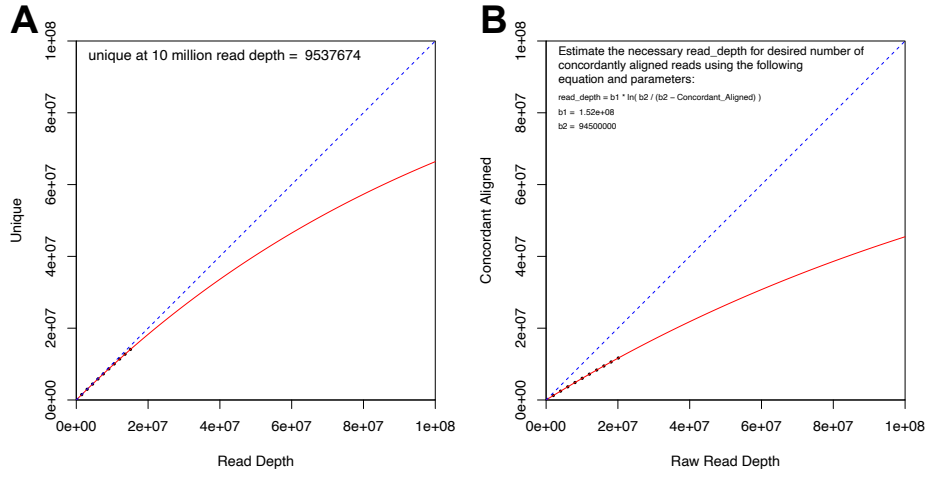 A
unique at 10 million read depth = 9537674
1e+08
8e+07
6e+07
4e+07
2e+07
0e+00
Unique
0e+00 2e+07 4e+07 6e+07 8e+07 1e+08
Read Depth
B
Estimate the necessary read_depth for desired number of
concordantly aligned reads using the following
equation and parameters:
read_depth = b1 * ln( b2 / (b2 − Concordant_Aligned) )
b1 = 1.52e+08
b2 = 94500000
1e+08
8e+07
6e+07
4e+07
2e+07
0e+00
Concordant Aligned
0e+00 2e+07 4e+07 6e+07 8e+07 1e+08
Raw Read Depth